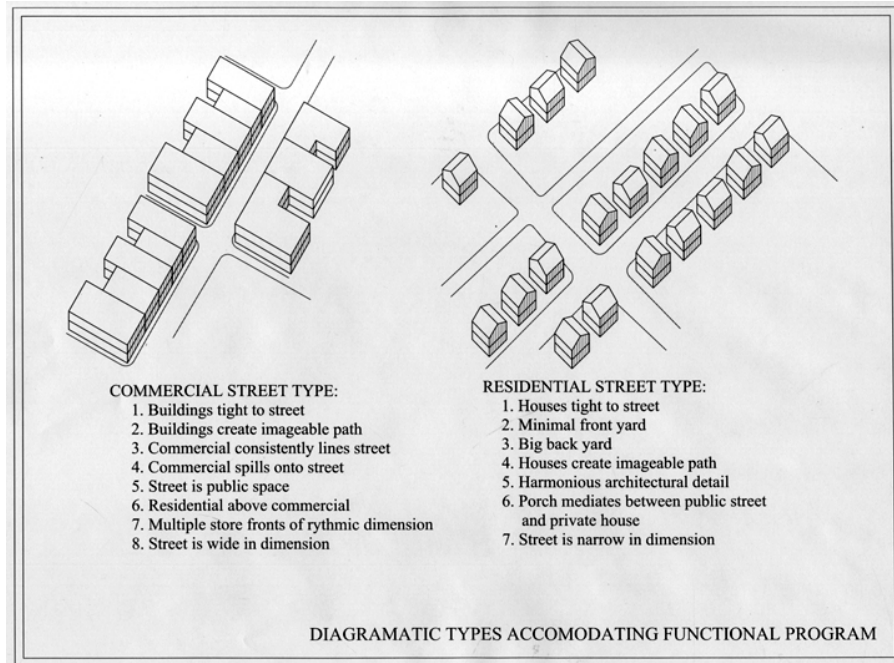 COMMERCIAL STREET TYPE:
1. Buildings tight to street
2. Buildings create imageable path
3. Commercial consistently lines street
4. Commercial spills onto street
5. Street is public space
6. Residential above commercial
7. Multiple store fronts of rythmic dimension
8. Street is wide in dimension
RESIDENTIAL STREET TYPE:
1. Houses tight to street
2. Minimal front yard
3. Big back yard
4. Houses create imageable path
5. Harmonious architectural detail
6. Porch mediates between public street
and private house
7. Street is narrow in dimension
DIAGRAMATIC TYPES ACCOMODATING FUNCTIONAL PROGRAM